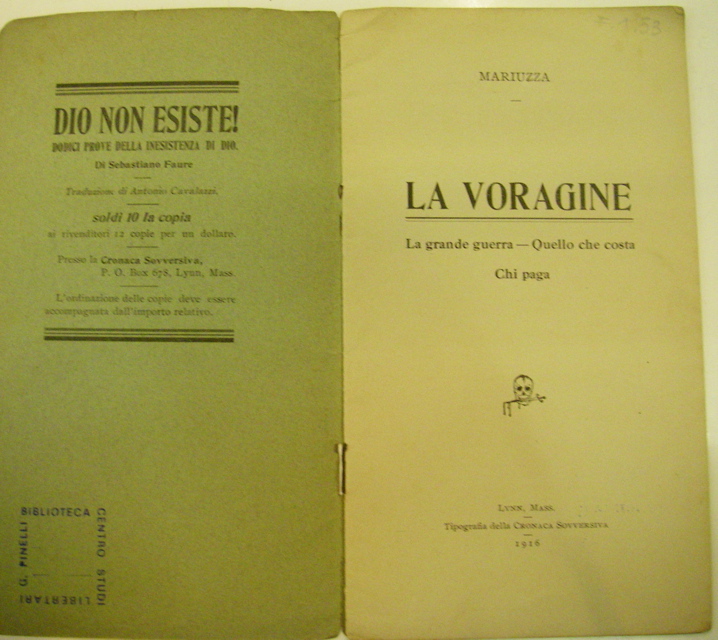 DIO NON ESISTE!
DODICI PROVE DELLA INESISTENZA DI DIO.
Di Sebastiano Faure
Traduzione di Antonio Cavalazzi.
soldi 10 la copia
ai rivenditori 12 copie per un dollaro.
Presso la Cronaca Sovversiva,
P. O. Box 678, Lynn, Mass.
L'ordinazione delle copie deve essere
accompagnata dall'importo relativo.
BIBLIOTECA
CENTRO STUDI
LIBERTARI
G. PINELLI
MARIUZZA
LA VORAGINE
La grande guerra — Quello che costa
Chi paga
LYNN, MASS.
Tipografia della CRONACA SOVVERSIVA
1916